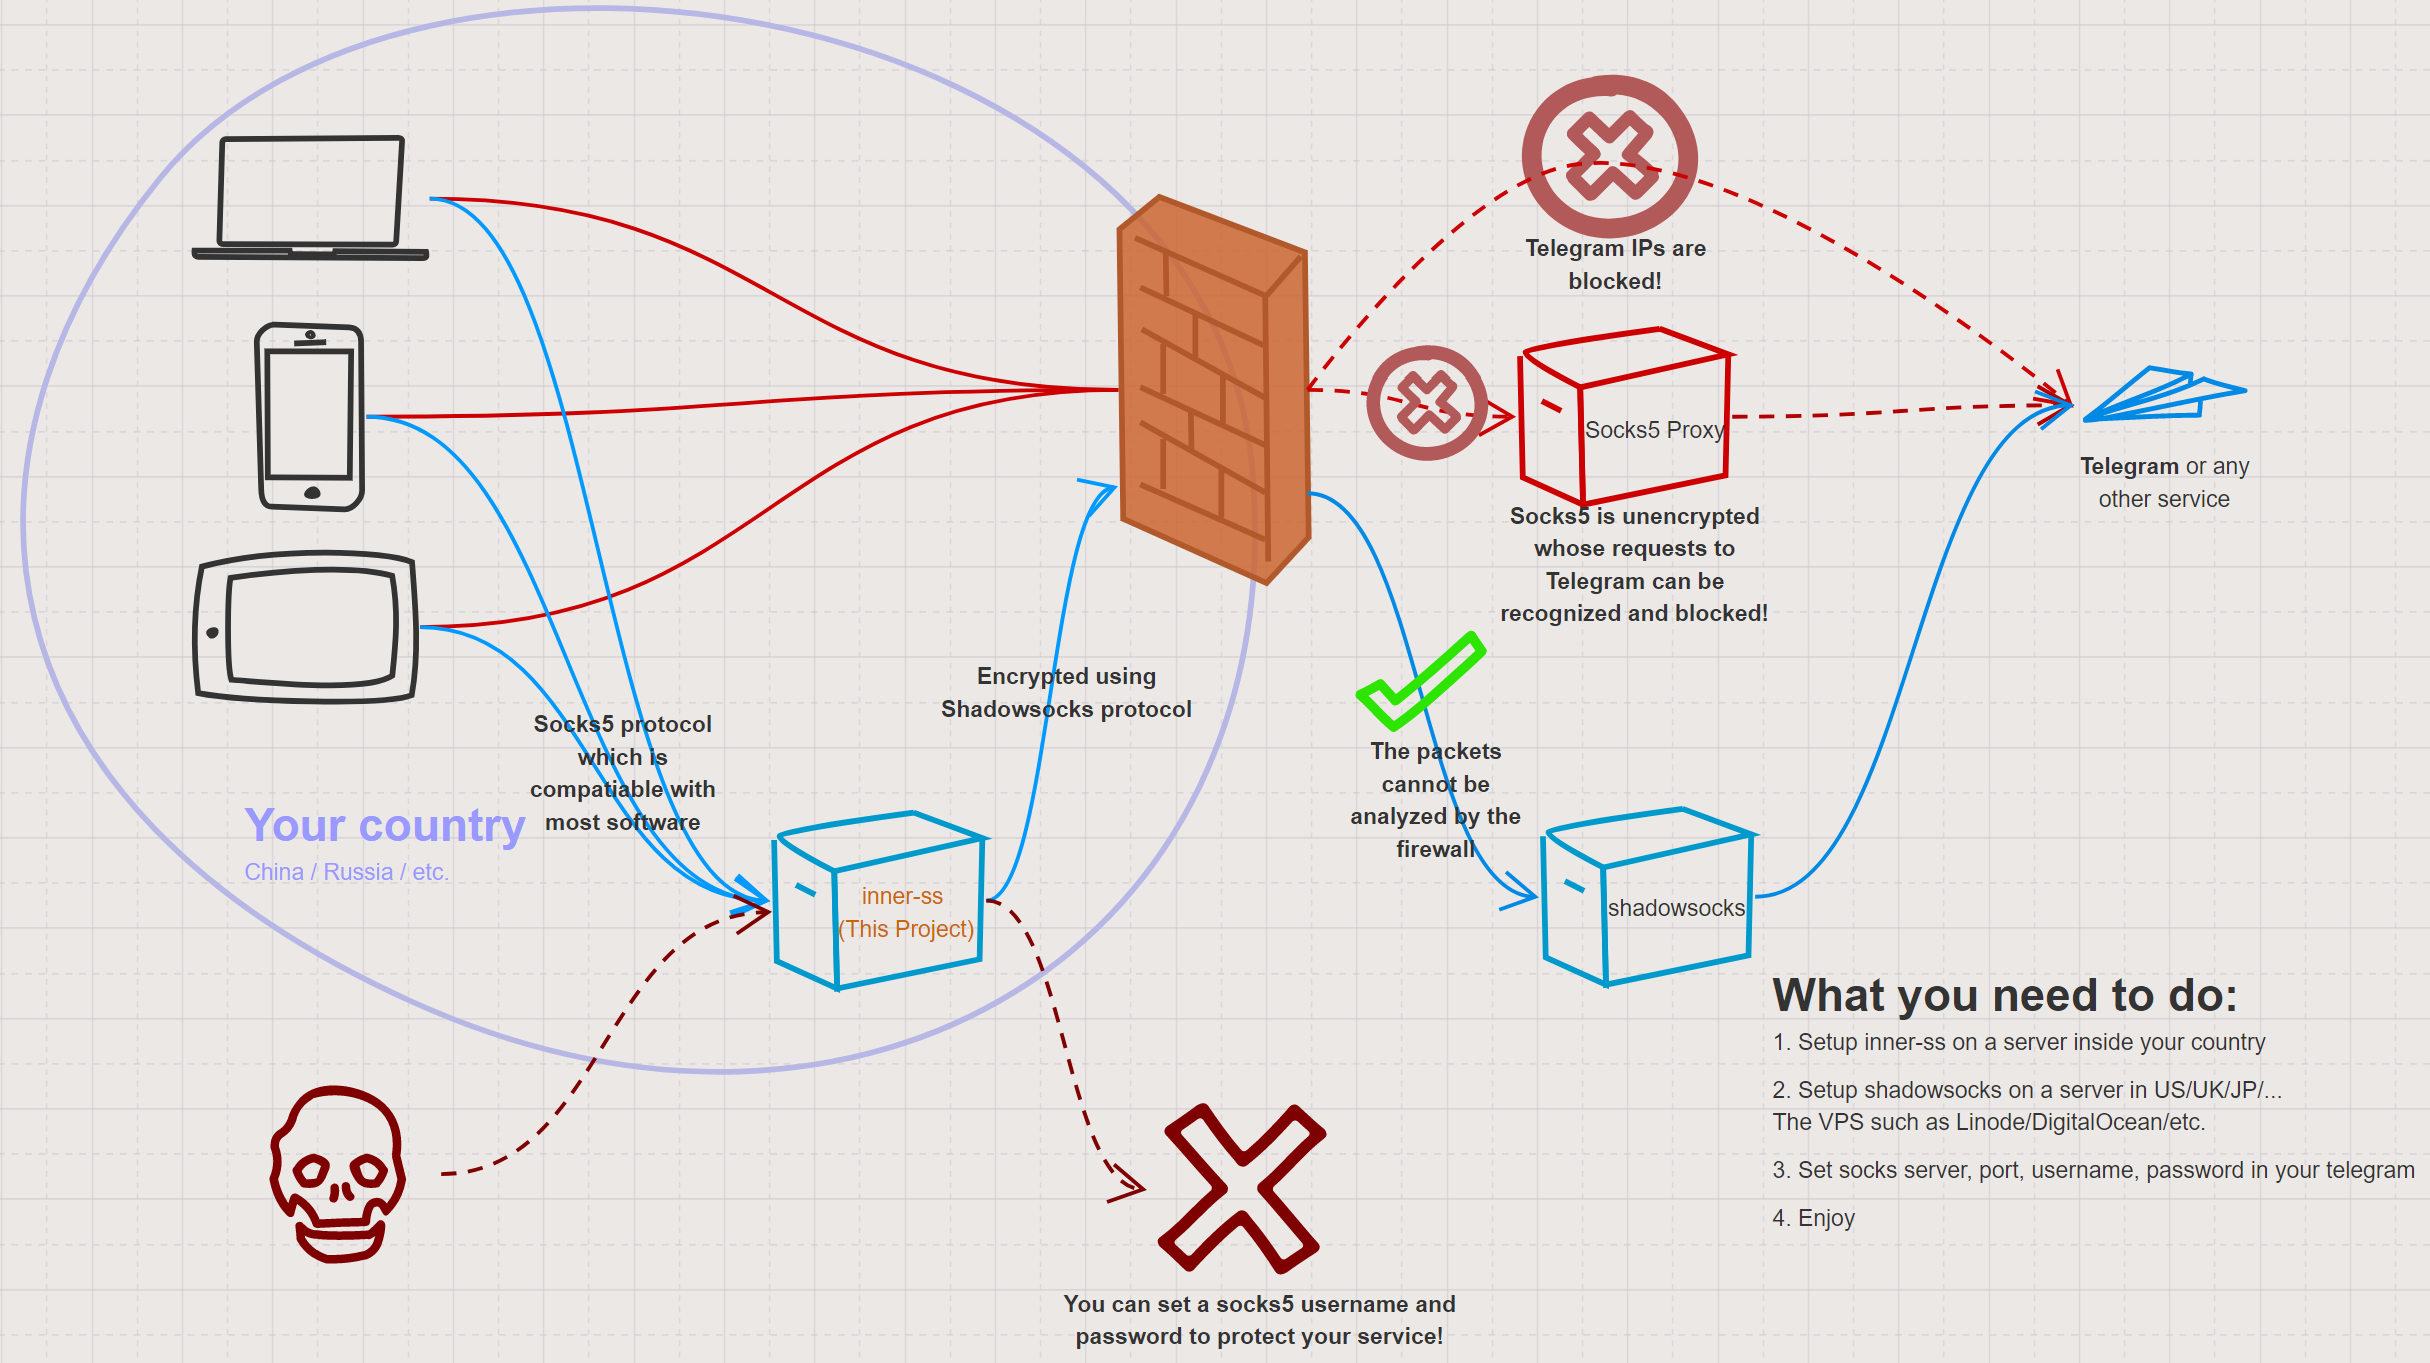 Telegram IPs are
blocked!
Socks5 Proxy
Telegram or any
other service
Socks5 is unencrypted
whose requests to
Telegram can be
recognized and blocked!
Encrypted using
Shadowsocks protocol
Socks5 protocol
which is
compatiable with
most software
The packets
cannot be
analyzed by the
firewall
Your country
China / Russia / etc.
inner-ss
(This Project)
shadowsocks
What you need to do:
1. Setup inner-ss on a server inside your country
2. Setup shadowsocks on a server in US/UK/JP/...
The VPS such as Linode/DigitalOcean/etc.
3. Set socks server, port, username, password in your telegram
4. Enjoy
You can set a socks5 username and
password to protect your service!